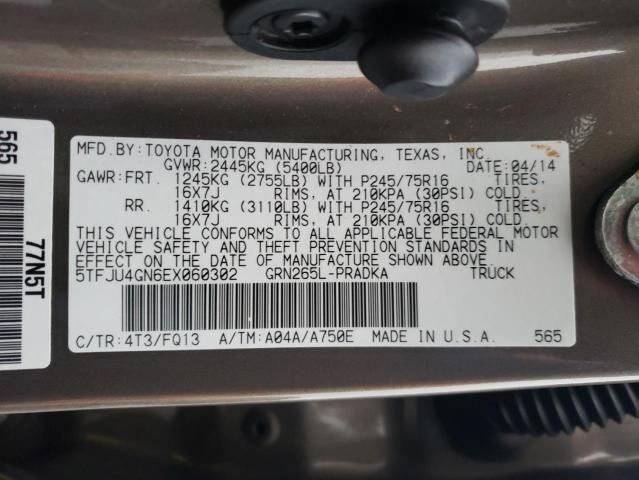 MFD. BY: TOYOTA MOTOR MANUFACTURING, TEXAS, INC.
GVWR: 2445KG (5400LB) DATE: 04/14
GAWR: FRT. 1245KG (2755LB) WITH P245/75R16 TIRES,
16X7J RIMS, AT 210KPA (30PSI) COLD
RR. 1410KG (3110LB) WITH P245/75R16 TIRES,
16X7J RIMS, AT 210KPA (30PSI) COLD
THIS VEHICLE CONFORMS TO ALL APPLICABLE FEDERAL MOTOR
VEHICLE SAFETY AND THEFT PREVENTION STANDARDS IN
EFFECT ON THE DATE OF MANUFACTURE SHOWN ABOVE.
5TFJU4GN6EX060302 GRN265L-PRADKA TRUCK
C/TR: 4T3/FQ13 A/TM: A04A/A750E MADE IN U.S.A. 565
565
77N5T